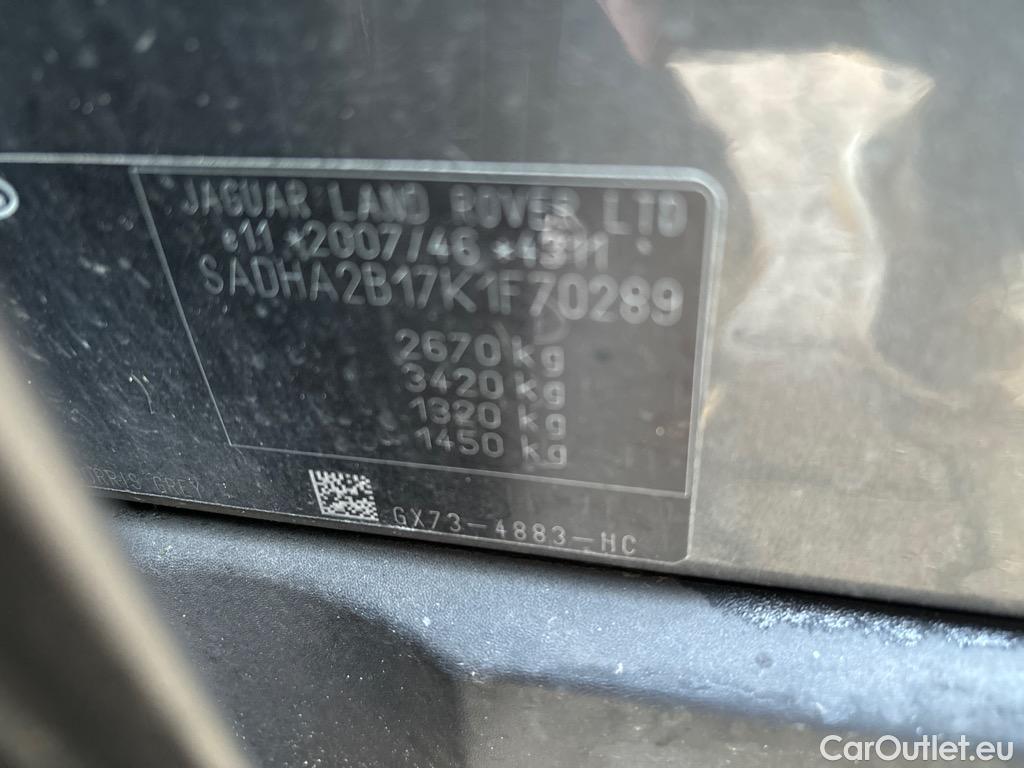 JAGUAR LAND ROVER LTD
e11 *2007/46 *4311
SADHA2B17K1F70289
2670 kg
3420 kg
1320 kg
1450 kg
GREY
GX73-4883-HC
CarOutlet.eu